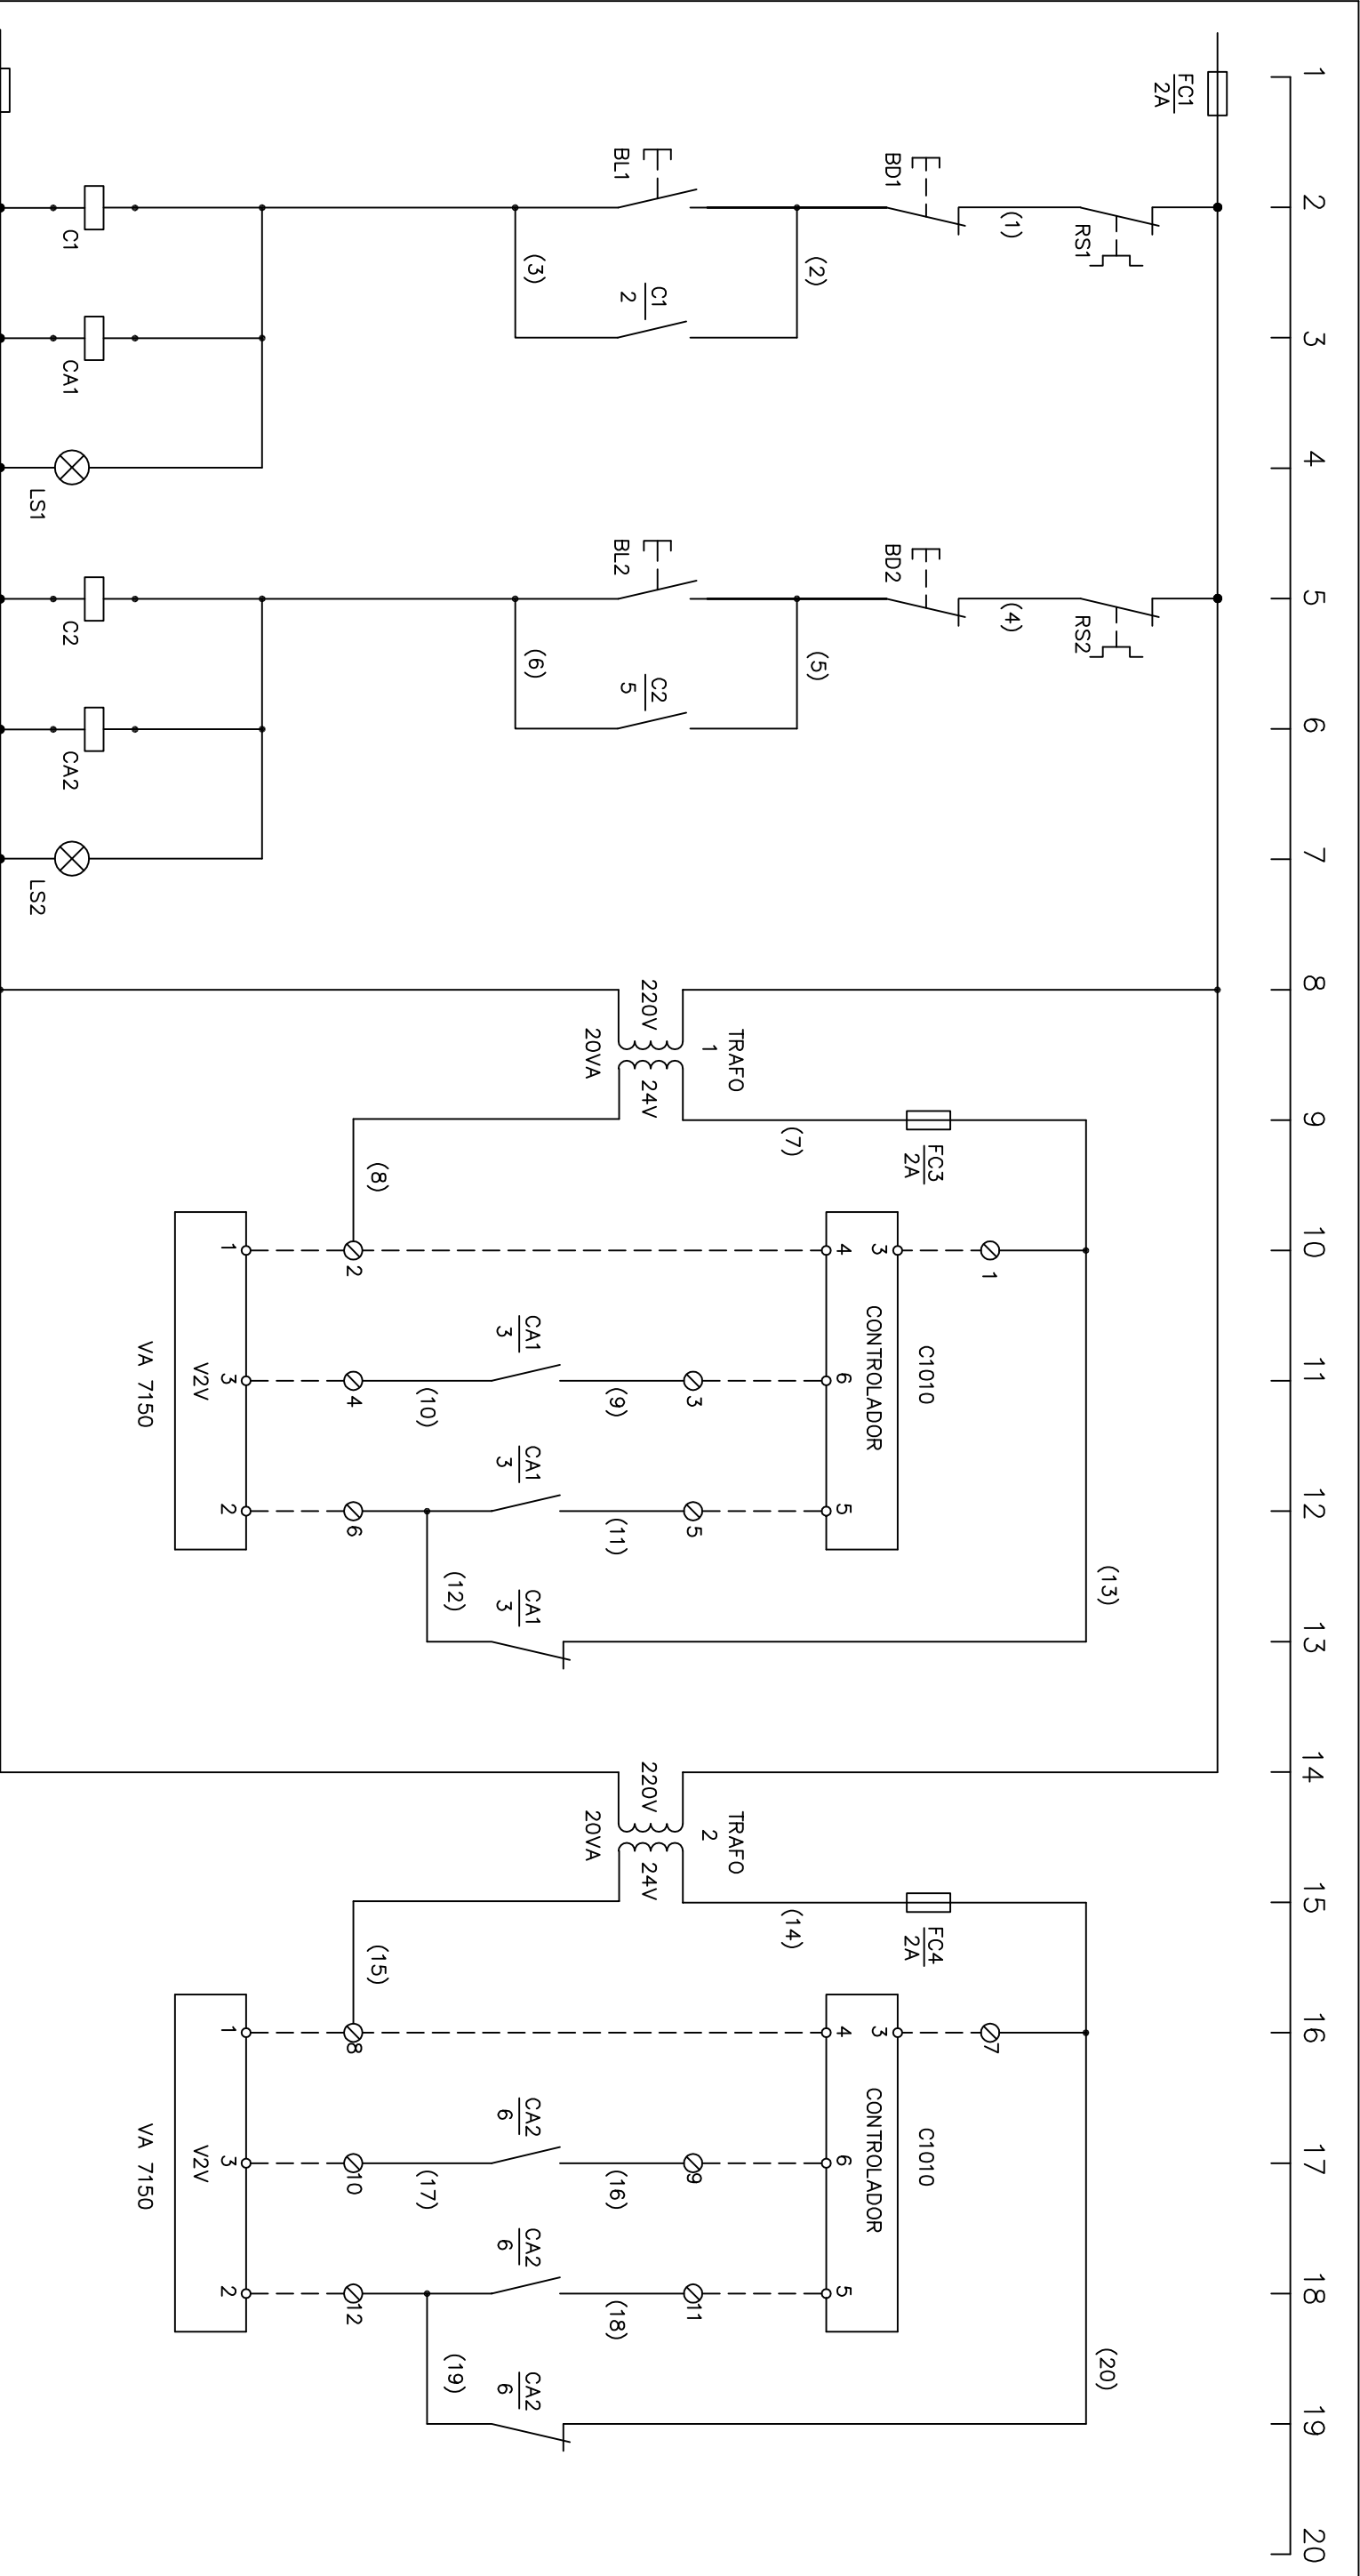 1
2
3
4
5
6
7
8
9
10
11
12
13
14
15
16
17
18
19
20
FC1
2A
RS1
(1)
BD1
(2)
BL1
C1
2
(3)
C1
CA1
LS1
RS2
(4)
BD2
(5)
BL2
C2
5
(6)
C2
CA2
LS2
TRAFO
1
220V
24V
20VA
(7)
FC3
2A
(8)
(13)
1
C1010
CONTROLADOR
3
4
6
5
3
5
(9)
(11)
CA1
3
CA1
3
CA1
3
(10)
(12)
2
4
6
1
3
2
V2V
VA 7150
TRAFO
2
220V
24V
20VA
(14)
FC4
2A
(15)
(20)
7
C1010
CONTROLADOR
3
4
6
5
9
11
(16)
(18)
CA2
6
CA2
6
CA2
6
(17)
(19)
8
10
12
1
3
2
V2V
VA 7150